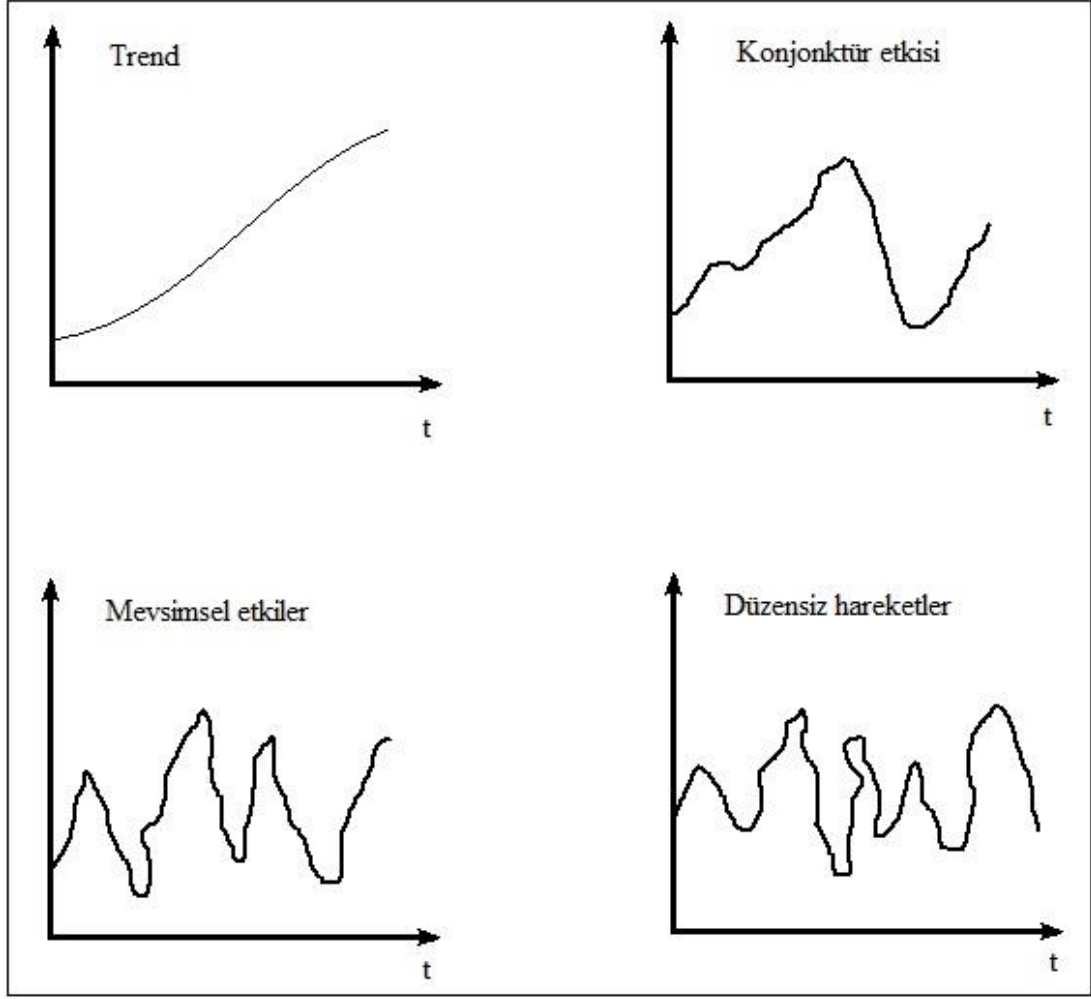 Trend
Konjonktür etkisi
t
t
Mevsimsel etkiler
Düzensiz hareketler
t
t